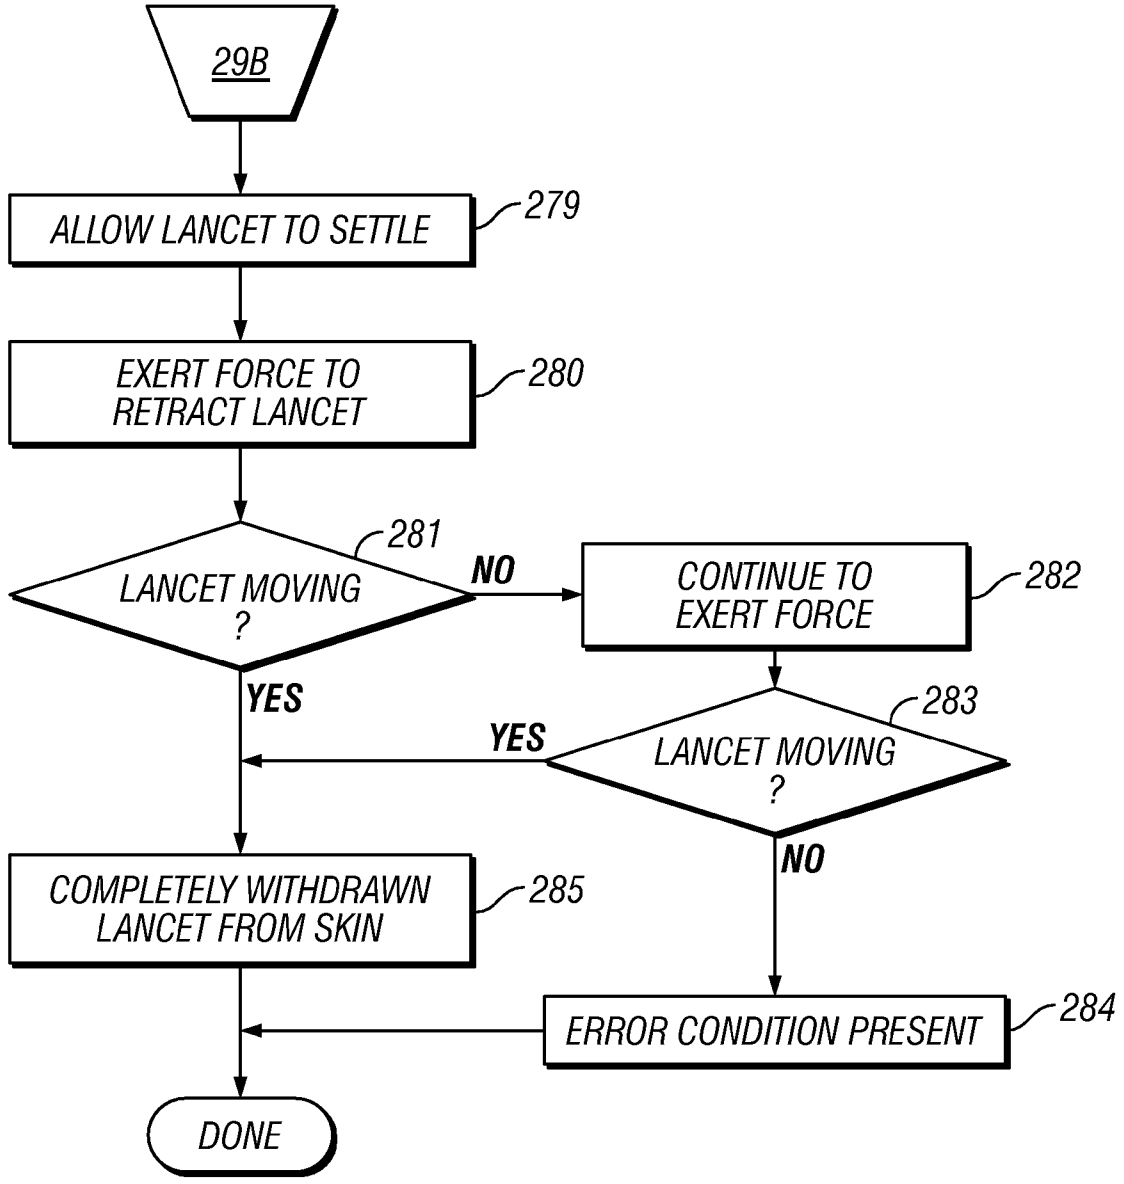 29B
ALLOW LANCET TO SETTLE
279
EXERT FORCE TO
RETRACT LANCET
280
LANCET MOVING
?
281
NO
CONTINUE TO
EXERT FORCE
282
YES
LANCET MOVING
?
283
YES
NO
COMPLETELY WITHDRAWN
LANCET FROM SKIN
285
ERROR CONDITION PRESENT
284
DONE